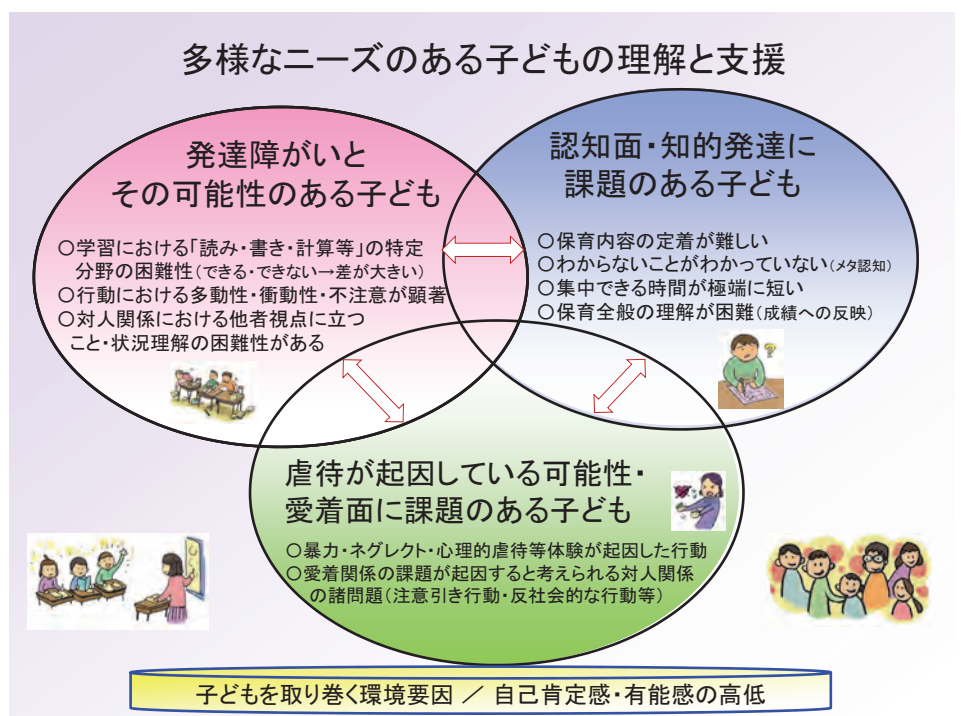 多様なニーズのある子どもの理解と支援
発達障がいと
その可能性のある子ども
○学習における「読み・書き・計算等」の特定
分野の困難性(できる・できない→差が大きい)
○行動における多動性・衝動性・不注意が顕著
○対人関係における他者視点に立つ
こと・状況理解の困難性がある
認知面・知的発達に
課題のある子ども
○保育内容の定着が難しい
○わからないことがわかっていない(メタ認知)
○集中できる時間が極端に短い
○保育全般の理解が困難(成績への反映)
?
虐待が起因している可能性・
愛着面に課題のある子ども
○暴力・ネグレクト・心理的虐待等体験が起因した行動
○愛着関係の課題が起因すると考えられる対人関係
の諸問題(注意引き行動・反社会的な行動等)
子どもを取り巻く環境要因 / 自己肯定感・有能感の高低